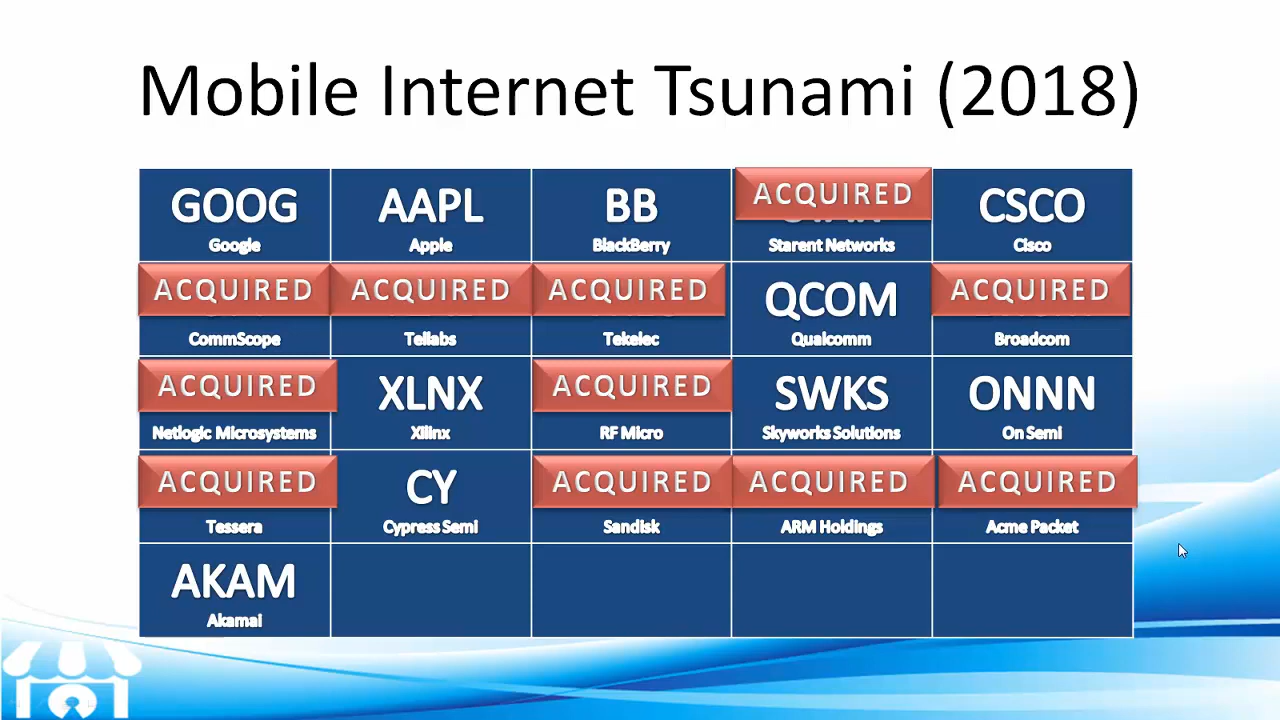 Mobile Internet Tsunami (2018)
GOOG AAPL BB ACQUIRED CSCO
Google Apple BlackBerry Starent Networks Cisco
ACQUIRED ACQUIRED ACQUIRED QCOM ACQUIRED
CommScope Tellabs Tekelec Qualcomm Broadcom
ACQUIRED XLNX ACQUIRED SWKS ONNN
Netlogic Microsystems Xilinx RF Micro Skyworks Solutions On Semi
ACQUIRED CY ACQUIRED ACQUIRED ACQUIRED
Tessera Cypress Semi Sandisk ARM Holdings Acme Packet
AKAM
Akamai